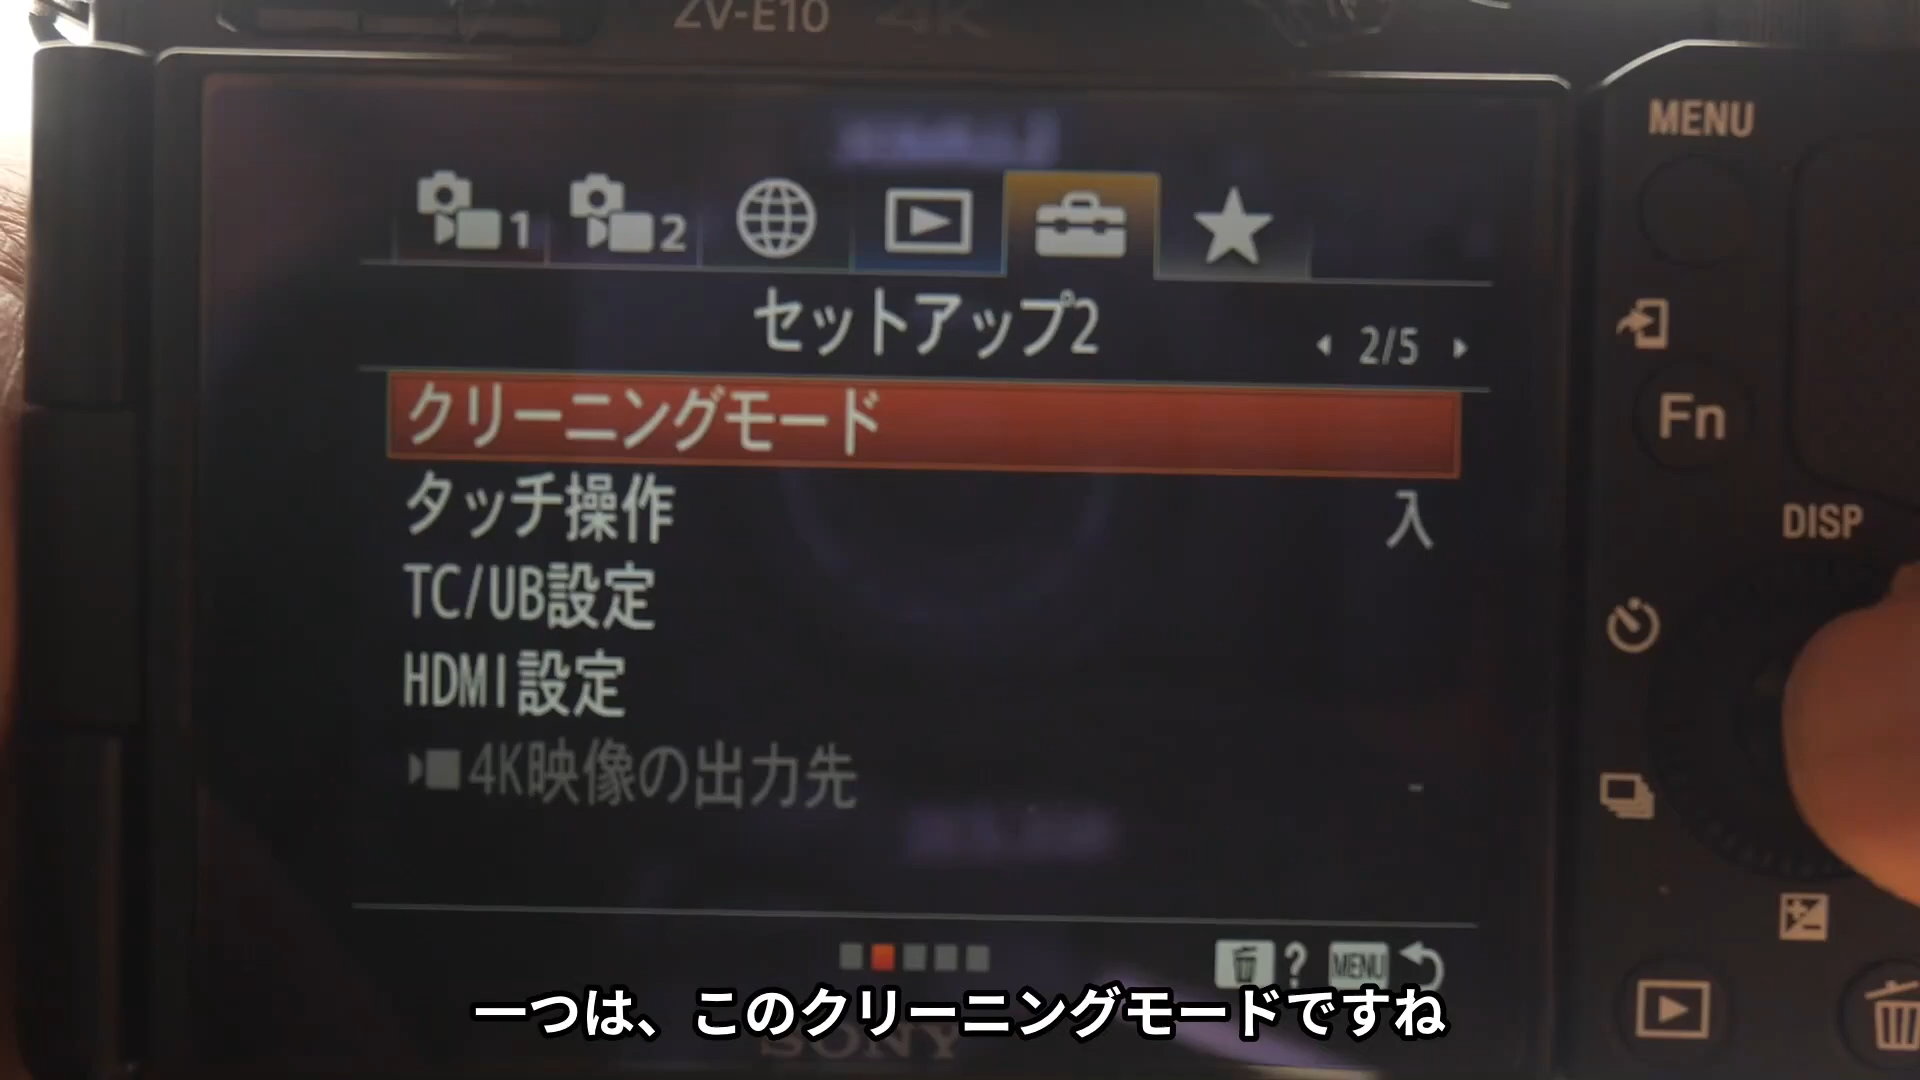 ZV-E10 4K
MENU
1
2
セットアップ2
2/5
クリーニングモード
Fn
タッチ操作 入
DISP
TC/UB設定
HDMI設定
4K映像の出力先 -
? MENU
一つは、このクリーニングモードですね
SONY